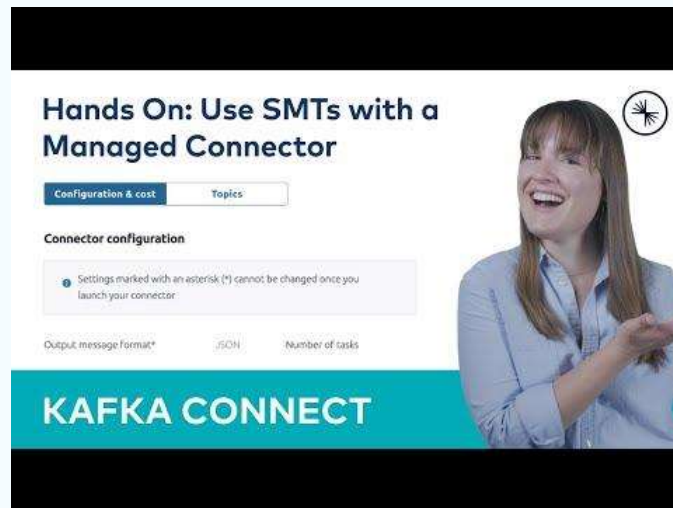 Hands On: Use SMTs with a
Managed Connector
Configuration & cost
Topics
Connector configuration
Settings marked with an asterisk (*) cannot be changed once you
launch your connector
Output message format*
JSON
Number of tasks
KAFKA CONNECT